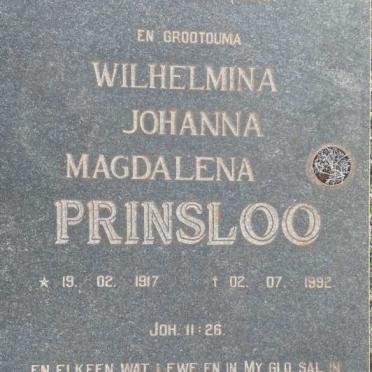 EN GROOTOUMA
WILHELMINA
JOHANNA
MAGDALENA
PRINSLOO
* 19. 02. 1917 † 02. 07. 1992
JOH. 11:26.
EN ELKEEN WAT LEWE EN IN MY GLO, SAL IN